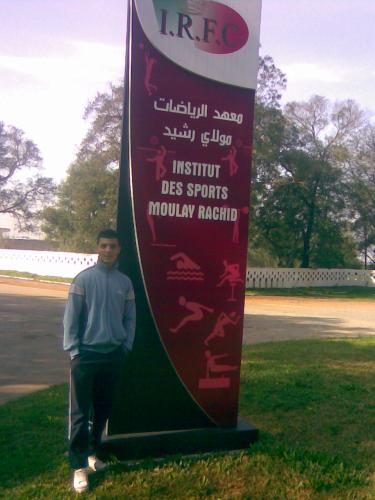 I.R.F.C
معهد الرياضات
مولاي رشيد
INSTITUT
DES SPORTS
MOULAY RACHID